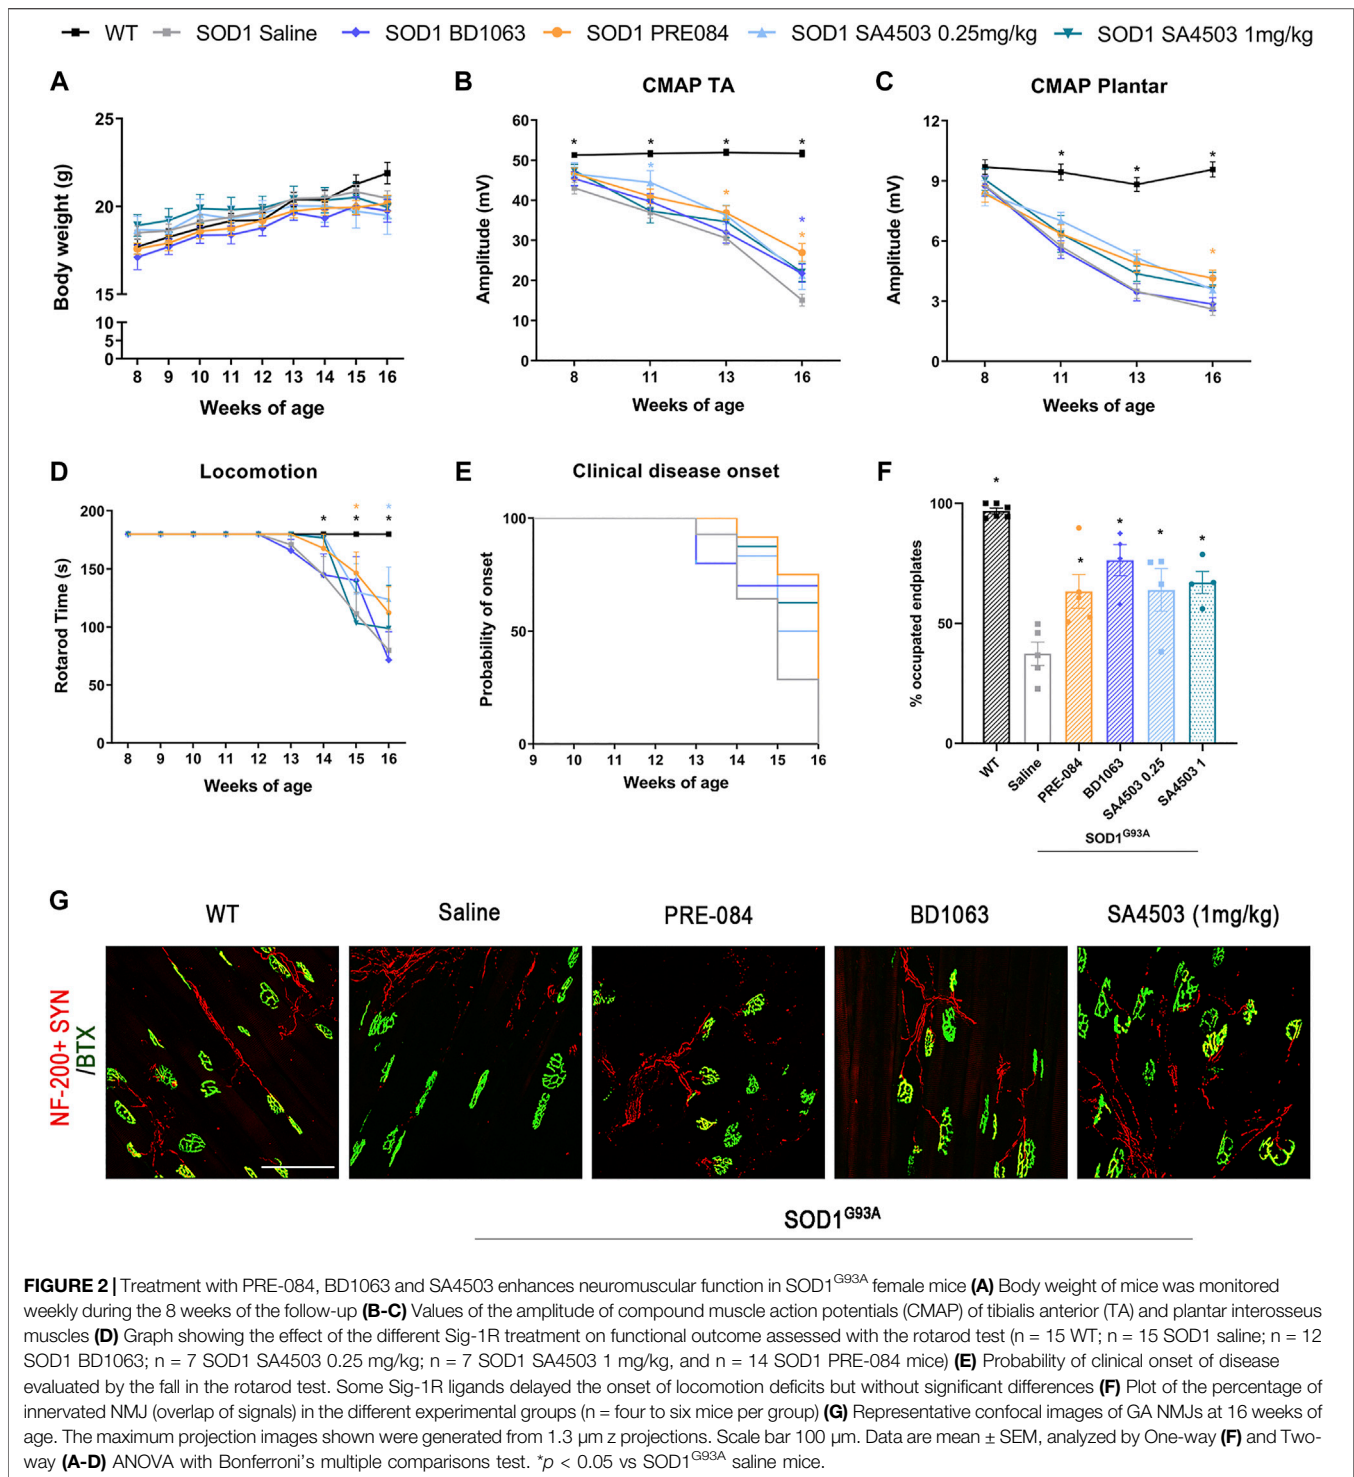 WT SOD1 Saline SOD1 BD1063 SOD1 PRE084 SOD1 SA4503 0.25mg/kg SOD1 SA4503 1mg/kg
A
Body weight (g)
25
20
15
10
5
0
8 9 10 11 12 13 14 15 16
Weeks of age
B
CMAP TA
Amplitude (mV)
60
50
40
30
20
10
0
* * * *
*
*
*
*
8 11 13 16
Weeks of age
C
CMAP Plantar
Amplitude (mV)
12
9
6
3
0
* * *
*
8 11 13 16
Weeks of age
D
Locomotion
Rotarod Time (s)
200
150
100
50
0
* *
* * *
8 9 10 11 12 13 14 15 16
Weeks of age
E
Clinical disease onset
Probability of onset
100
50
0
9 10 11 12 13 14 15 16
Weeks of age
F
% occupated endplates
100
50
0
* * * * *
WT
Saline
PRE-084
BD1063
SA4503 0.25
SA4503 1
SOD1G93A
G
WT Saline PRE-084 BD1063 SA4503 (1mg/kg)
NF-200+ SYN
/BTX
SOD1G93A
FIGURE 2 | Treatment with PRE-084, BD1063 and SA4503 enhances neuromuscular function in SOD1G93A female mice (A) Body weight of mice was monitored
weekly during the 8 weeks of the follow-up (B-C) Values of the amplitude of compound muscle action potentials (CMAP) of tibialis anterior (TA) and plantar interosseus
muscles (D) Graph showing the effect of the different Sig-1R treatment on functional outcome assessed with the rotarod test (n = 15 WT; n = 15 SOD1 saline; n = 12
SOD1 BD1063; n = 7 SOD1 SA4503 0.25 mg/kg; n = 7 SOD1 SA4503 1 mg/kg, and n = 14 SOD1 PRE-084 mice) (E) Probability of clinical onset of disease
evaluated by the fall in the rotarod test. Some Sig-1R ligands delayed the onset of locomotion deficits but without significant differences (F) Plot of the percentage of
innervated NMJ (overlap of signals) in the different experimental groups (n = four to six mice per group) (G) Representative confocal images of GA NMJs at 16 weeks of
age. The maximum projection images shown were generated from 1.3 µm z projections. Scale bar 100 µm. Data are mean ± SEM, analyzed by One-way (F) and Two-
way (A-D) ANOVA with Bonferroni's multiple comparisons test. *p < 0.05 vs SOD1G93A saline mice.